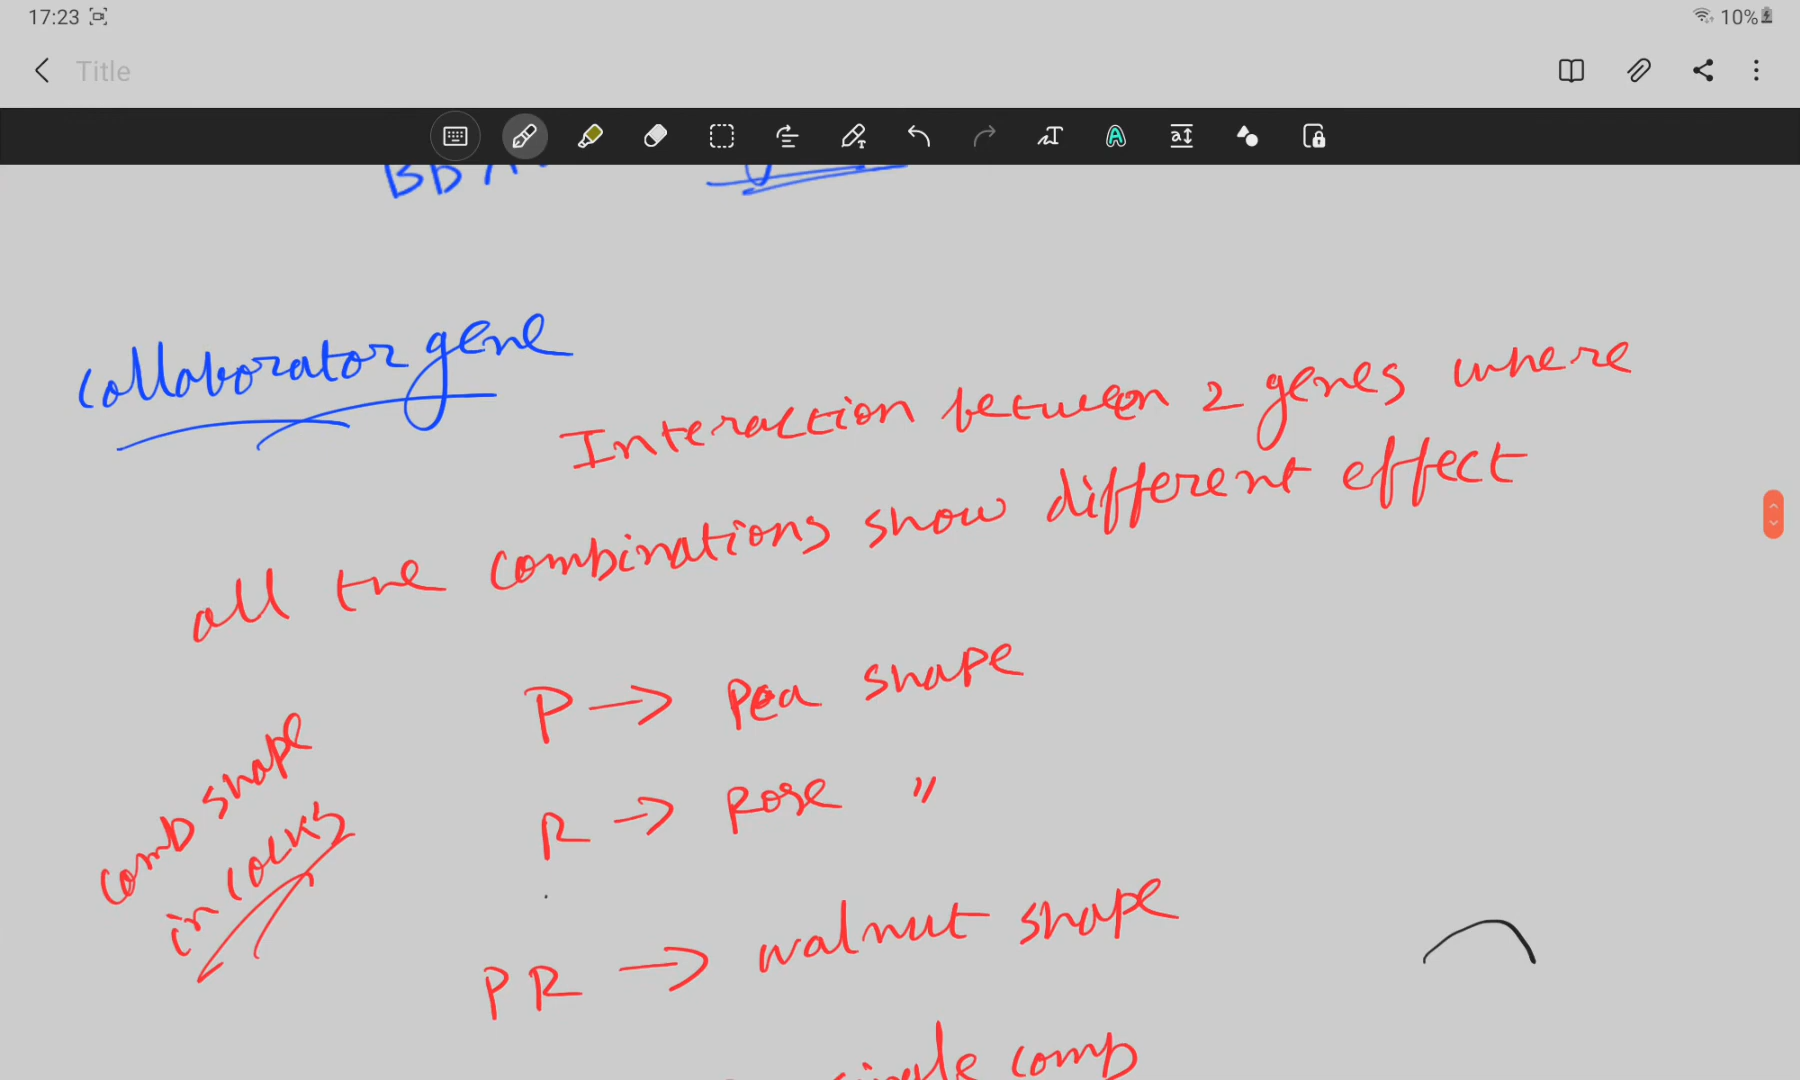 17:23 10%
Title
collaborator gene
Interaction between 2 genes where
all the combinations show different effect
P → Pea shape
R → Rose "
PR → walnut shape
single comb
comb shape
in cocks